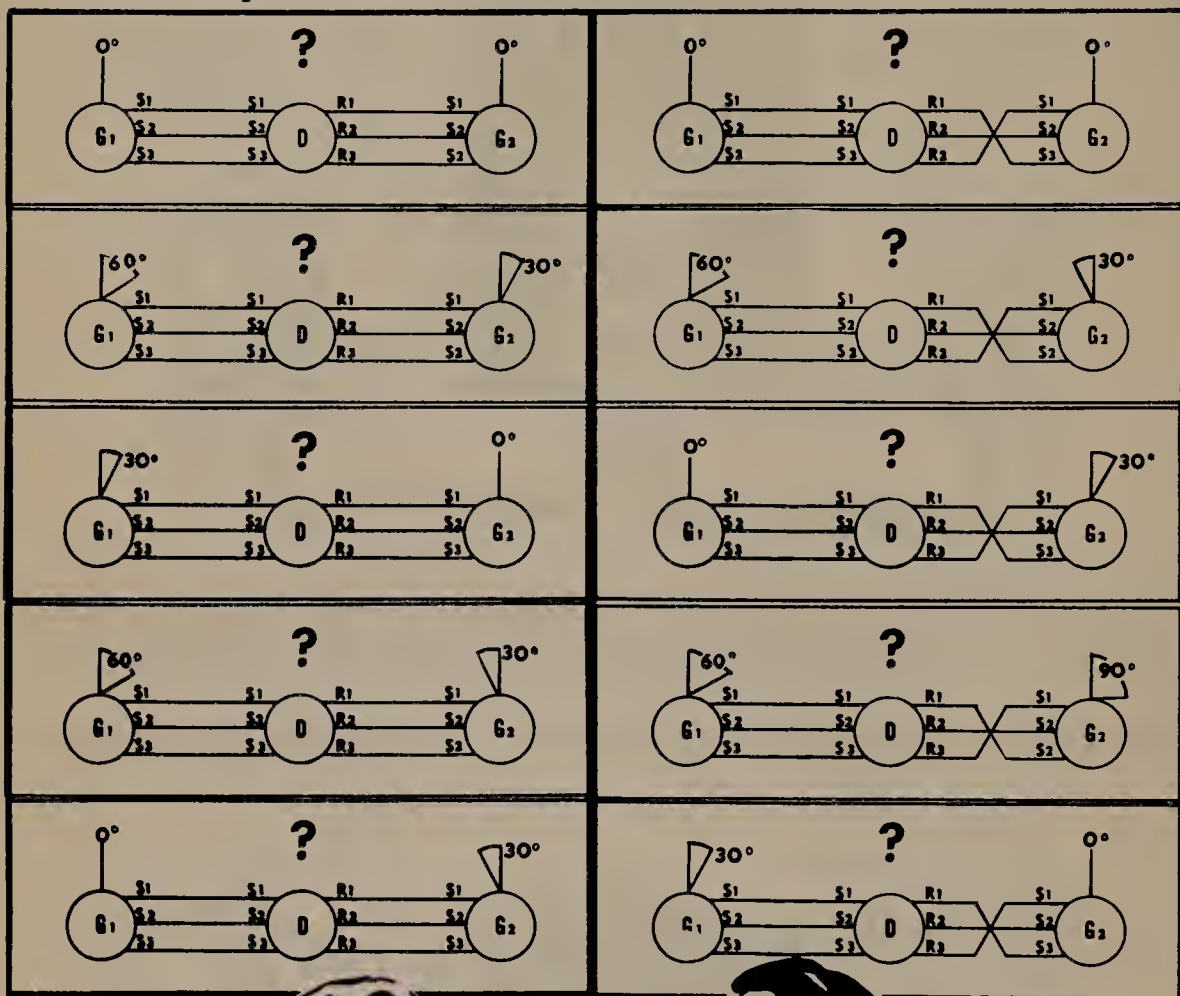 0° ? 0°
S1 S1 R1 S1
G1 S2 S2 D R2 S2 G2
S3 S3 R3 S2
0° ? 0°
S1 S1 R1 S1
G1 S2 S2 D R2 S2 G2
S2 S3 R2 S3
60° ? 30°
S1 S1 R1 S1
G1 S2 S2 D R2 S2 G2
S3 S3 R3 S2
60° ? 30°
S1 S1 R1 S1
G1 S2 S2 D R2 S2 G2
S3 S2 R2 S2
30° ? 0°
S1 S1 R1 S1
G1 S2 S2 D R2 S2 G2
S3 S3 R3 S3
0° ? 30°
S1 S1 R1 S1
G1 S2 S2 D R2 S2 G2
S3 S3 R3 S3
60° ? 30°
S1 S1 R1 S1
G1 S2 S2 D R2 S2 G2
S3 S3 R3 S2
60° ? 90°
S1 S1 R1 S1
G1 S2 S2 D R2 S2 G2
S3 S3 R3 S2
0° ? 30°
S1 S1 R1 S1
G1 S2 S2 D R2 S2 G2
S3 S3 R3 S3
30° ? 0°
S1 S1 R1 S1
G1 S2 S2 D R2 S2 G2
S3 S3 R3 S3